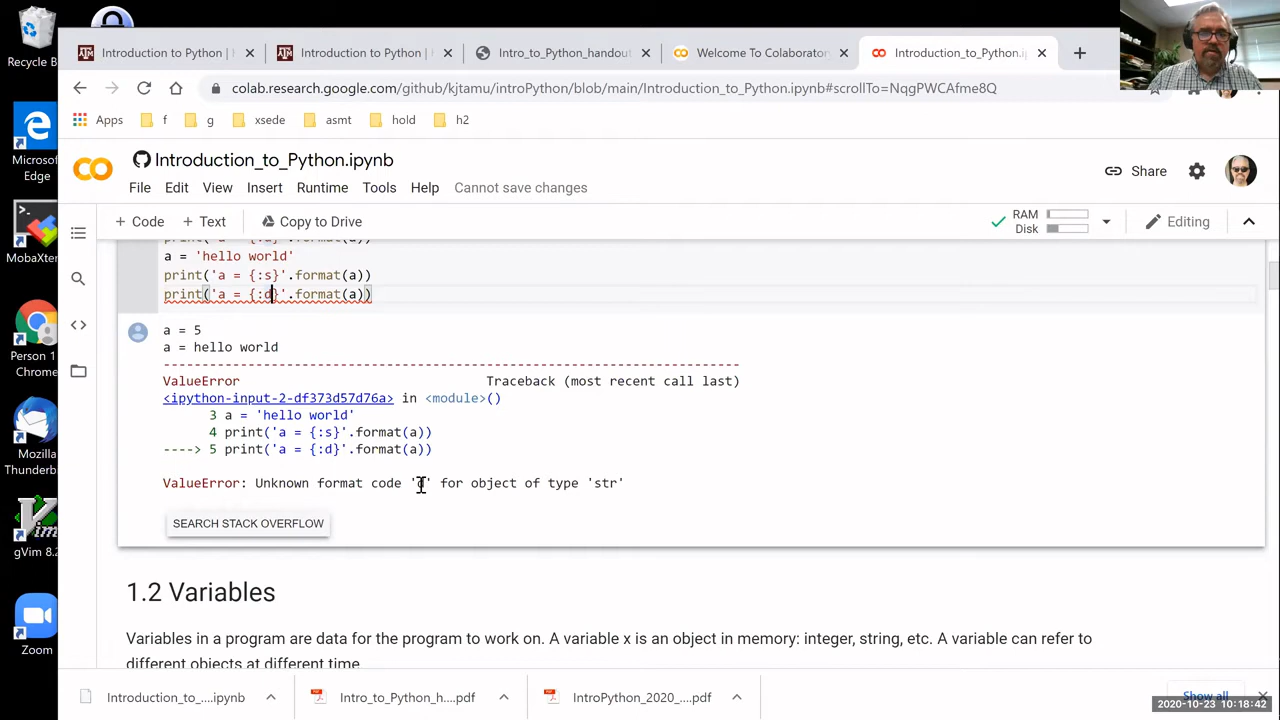 Recycle B
Introduction to Python |
Introduction to Python
Intro_to Python_handout
Welcome To Colaborator
Introduction_to_Python.ip
colab.research.google.com/github/kjtamu/IntroPython/blob/main/Introduction_to_Python.ipynb#scrollTo=NqgPWCAfme8Q
Apps
f
g
xsede
asmt
hold
h2
Microsof
Edge
Introduction_to_Python.ipynb
File Edit View Insert Runtime Tools Help Cannot save changes
Share
+ Code + Text
Copy to Drive
RAM
Disk
Editing
MobaXter
a = 'hello world'
print('a = {:s}'.format(a))
print('a = {:d}'.format(a))
a = 5
a = hello world
---------------------------------------------------------------------------
ValueError Traceback (most recent call last)
<ipython-input-2-df373d57d76a> in <module>()
3 a = 'hello world'
4 print('a = {:s}'.format(a))
----> 5 print('a = {:d}'.format(a))
ValueError: Unknown format code 'd' for object of type 'str'
SEARCH STACK OVERFLOW
Person 1
Chrome
Mozilla
Thunderb
gVim 8.2
Zoom
1.2 Variables
Variables in a program are data for the program to work on. A variable x is an object in memory: integer, string, etc. A variable can refer to
different objects at different time
Introduction_to_....ipynb
Intro_to_Python_h....pdf
IntroPython_2020_....pdf
Show all
2020-10-23 10:18:42